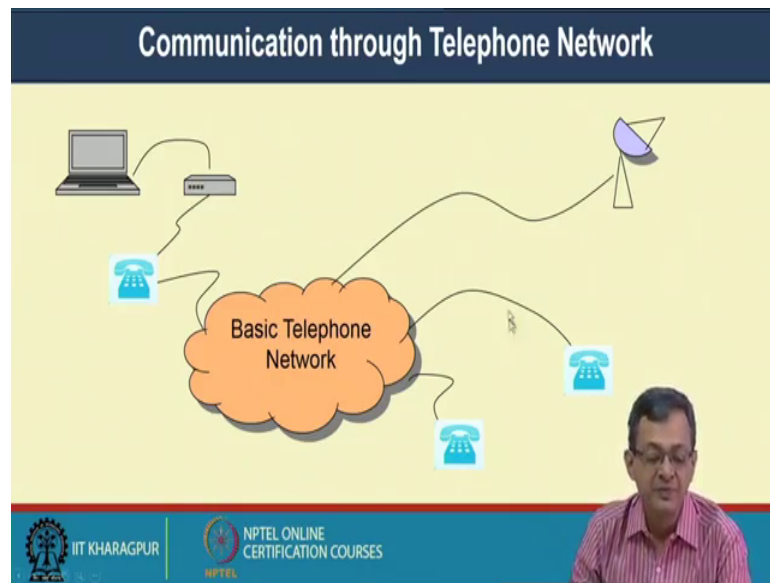 Communication through Telephone Network
Basic Telephone
Network
IIT KHARAGPUR
NPTEL
NPTEL ONLINE
CERTIFICATION COURSES